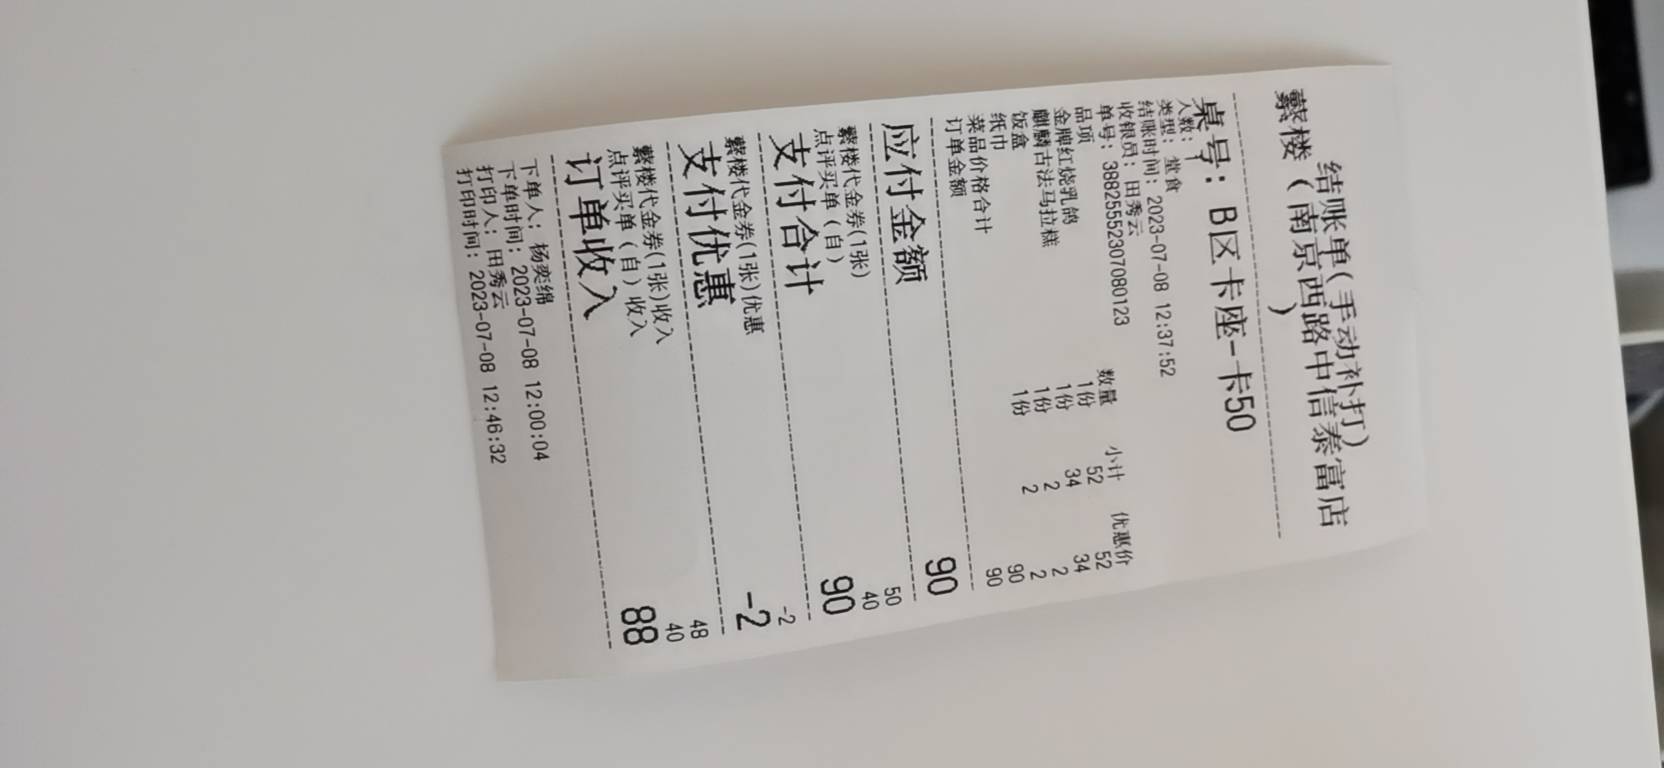 结账单(手动补打)
蘩楼(南京西路中信泰富店
)
桌号: B区卡座-卡50
人数:
类型: 堂食
结账时间: 2023-07-08 12:37:52
收银员: 田秀云
单号: 3882555230708​0123
品项 数量 小计 优惠价
金牌红烧乳鸽 1份 52 52
麒麟古法马拉糕 1份 34 34
饭盒 1份 2 2
纸巾 1份 2 2
菜品价格合计 90
订单金额 90
应付金额 90
蘩楼代金券(1张) 50
点评买单(自) 40
支付合计 90
蘩楼代金券(1张)优惠 -2
支付优惠 -2
蘩楼代金券(1张)收入 48
点评买单(自)收入 40
订单收入 88
下单人: 杨奕绵
下单时间: 2023-07-08 12:00:04
打印人: 田秀云
打印时间: 2023-07-08 12:46:32